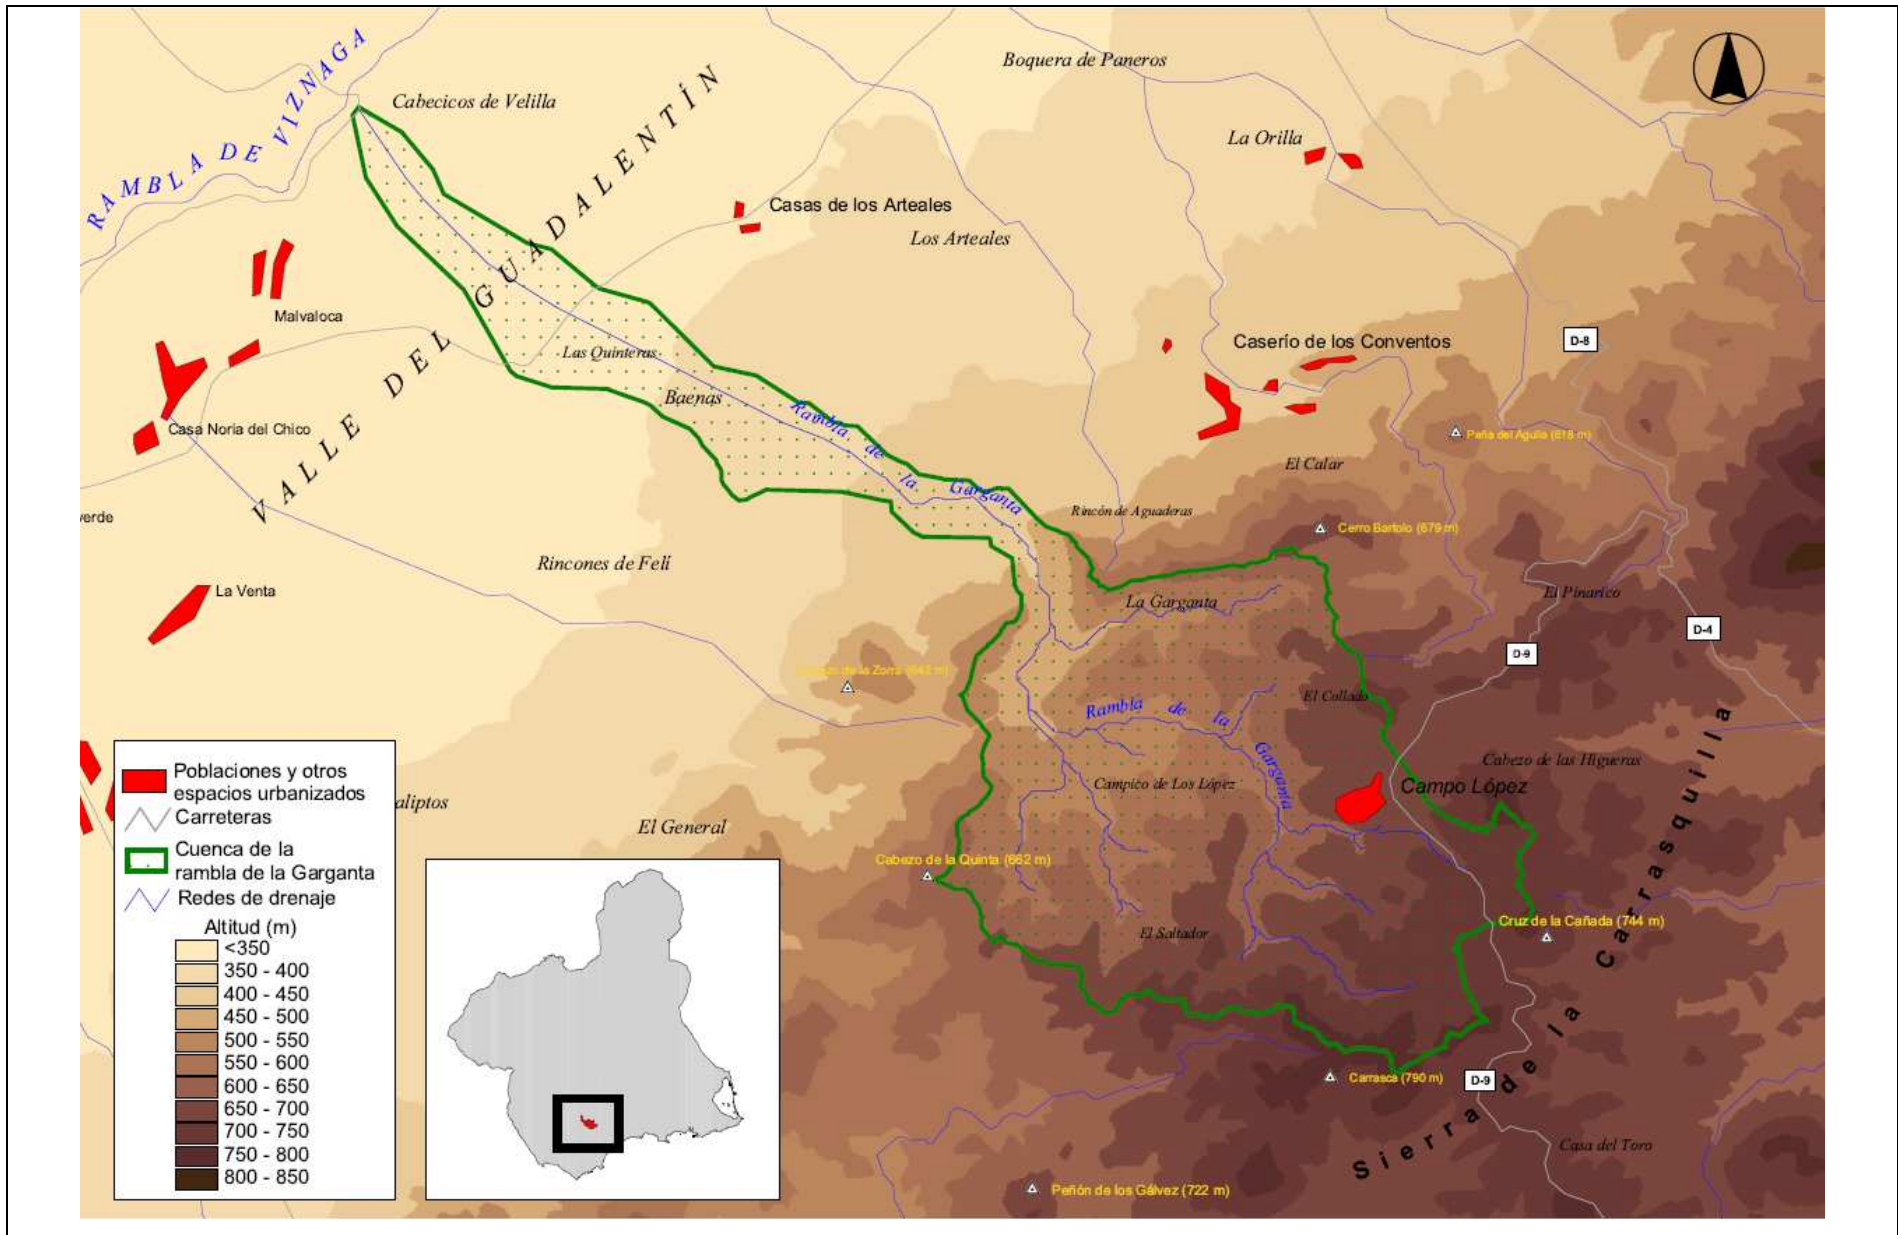 RAMBLA DE VIZNAGA
Cabecicos de Velilla
Boquera de Paneros
La Orilla
VALLE DEL GUADALENTÍN
Casas de los Arteales
Los Arteales
Malvaloca
Las Quinteras
Baenas
Caserío de los Conventos
D-8
Casa Noria del Chico
Rambla de la Garganta
Peña del Águila (618 m)
El Calar
verde
Rincón de Aguaderas
Cerro Bartolo (679 m)
Rincones de Felí
La Venta
La Garganta
El Pinarico
D-4
D-9
de la Zorra (642 m)
El Collado
Rambla de la Garganta
Cabezo de las Higueras
Campico de Los López
Campo López
aliptos
El General
Cabezo de la Quinta (662 m)
El Saltador
Cruz de la Cañada (744 m)
Sierra de la Carrasquilla
Carrasca (790 m)
D-9
Casa del Toro
Peñón de los Gálvez (722 m)
Poblaciones y otros
espacios urbanizados
Carreteras
Cuenca de la
rambla de la Garganta
Redes de drenaje
Altitud (m)
<350
350 - 400
400 - 450
450 - 500
500 - 550
550 - 600
600 - 650
650 - 700
700 - 750
750 - 800
800 - 850